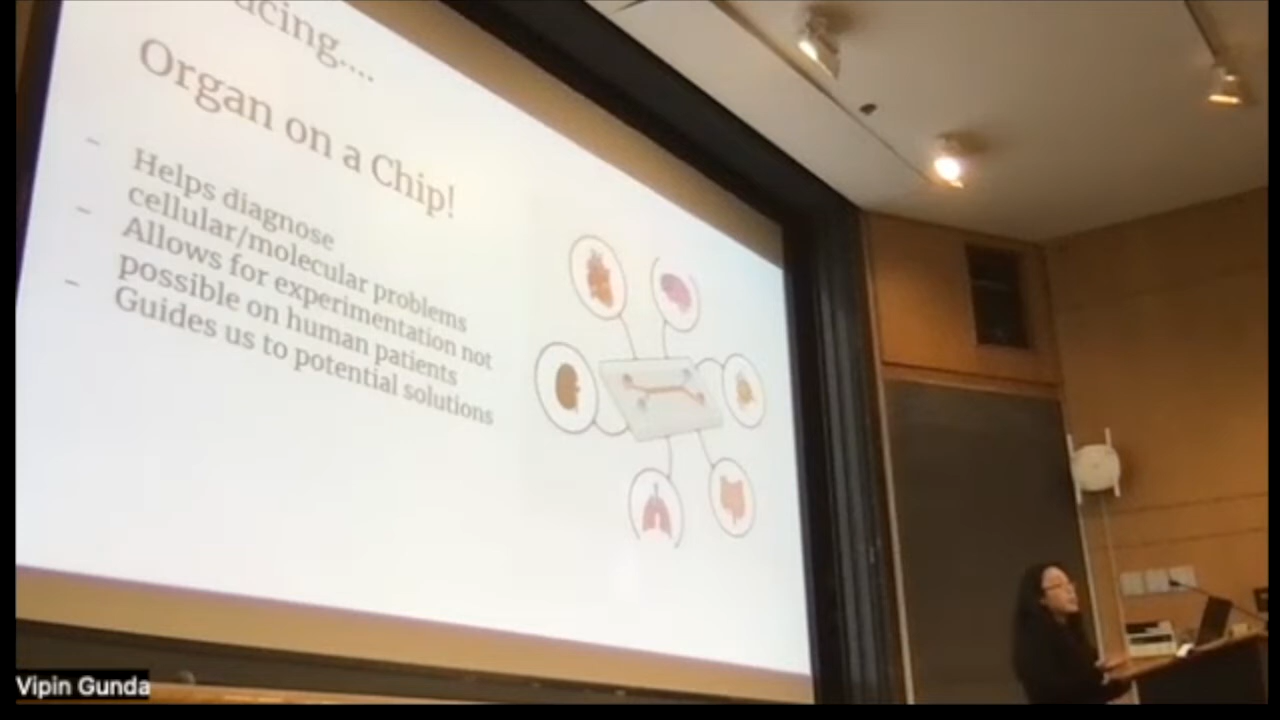 Organ on a Chip!
- Helps diagnose
cellular/molecular problems
- Allows for experimentation not
possible on human patients
- Guides us to potential solutions
Vipin Gunda